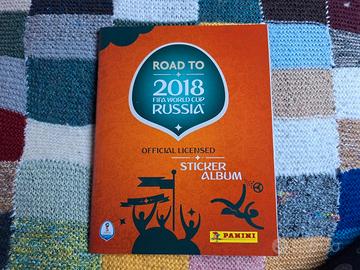 ROAD TO
2018
FIFA WORLD CUP
RUSSIA
OFFICIAL LICENSED
STICKER
ALBUM
PANINI